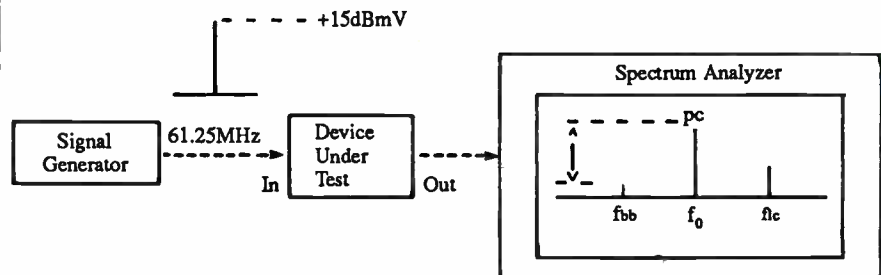 +15dBmV
Spectrum Analyzer
Signal
Generator
61.25MHz
In
Device
Under
Test
Out
pc
fbb
f0
flc